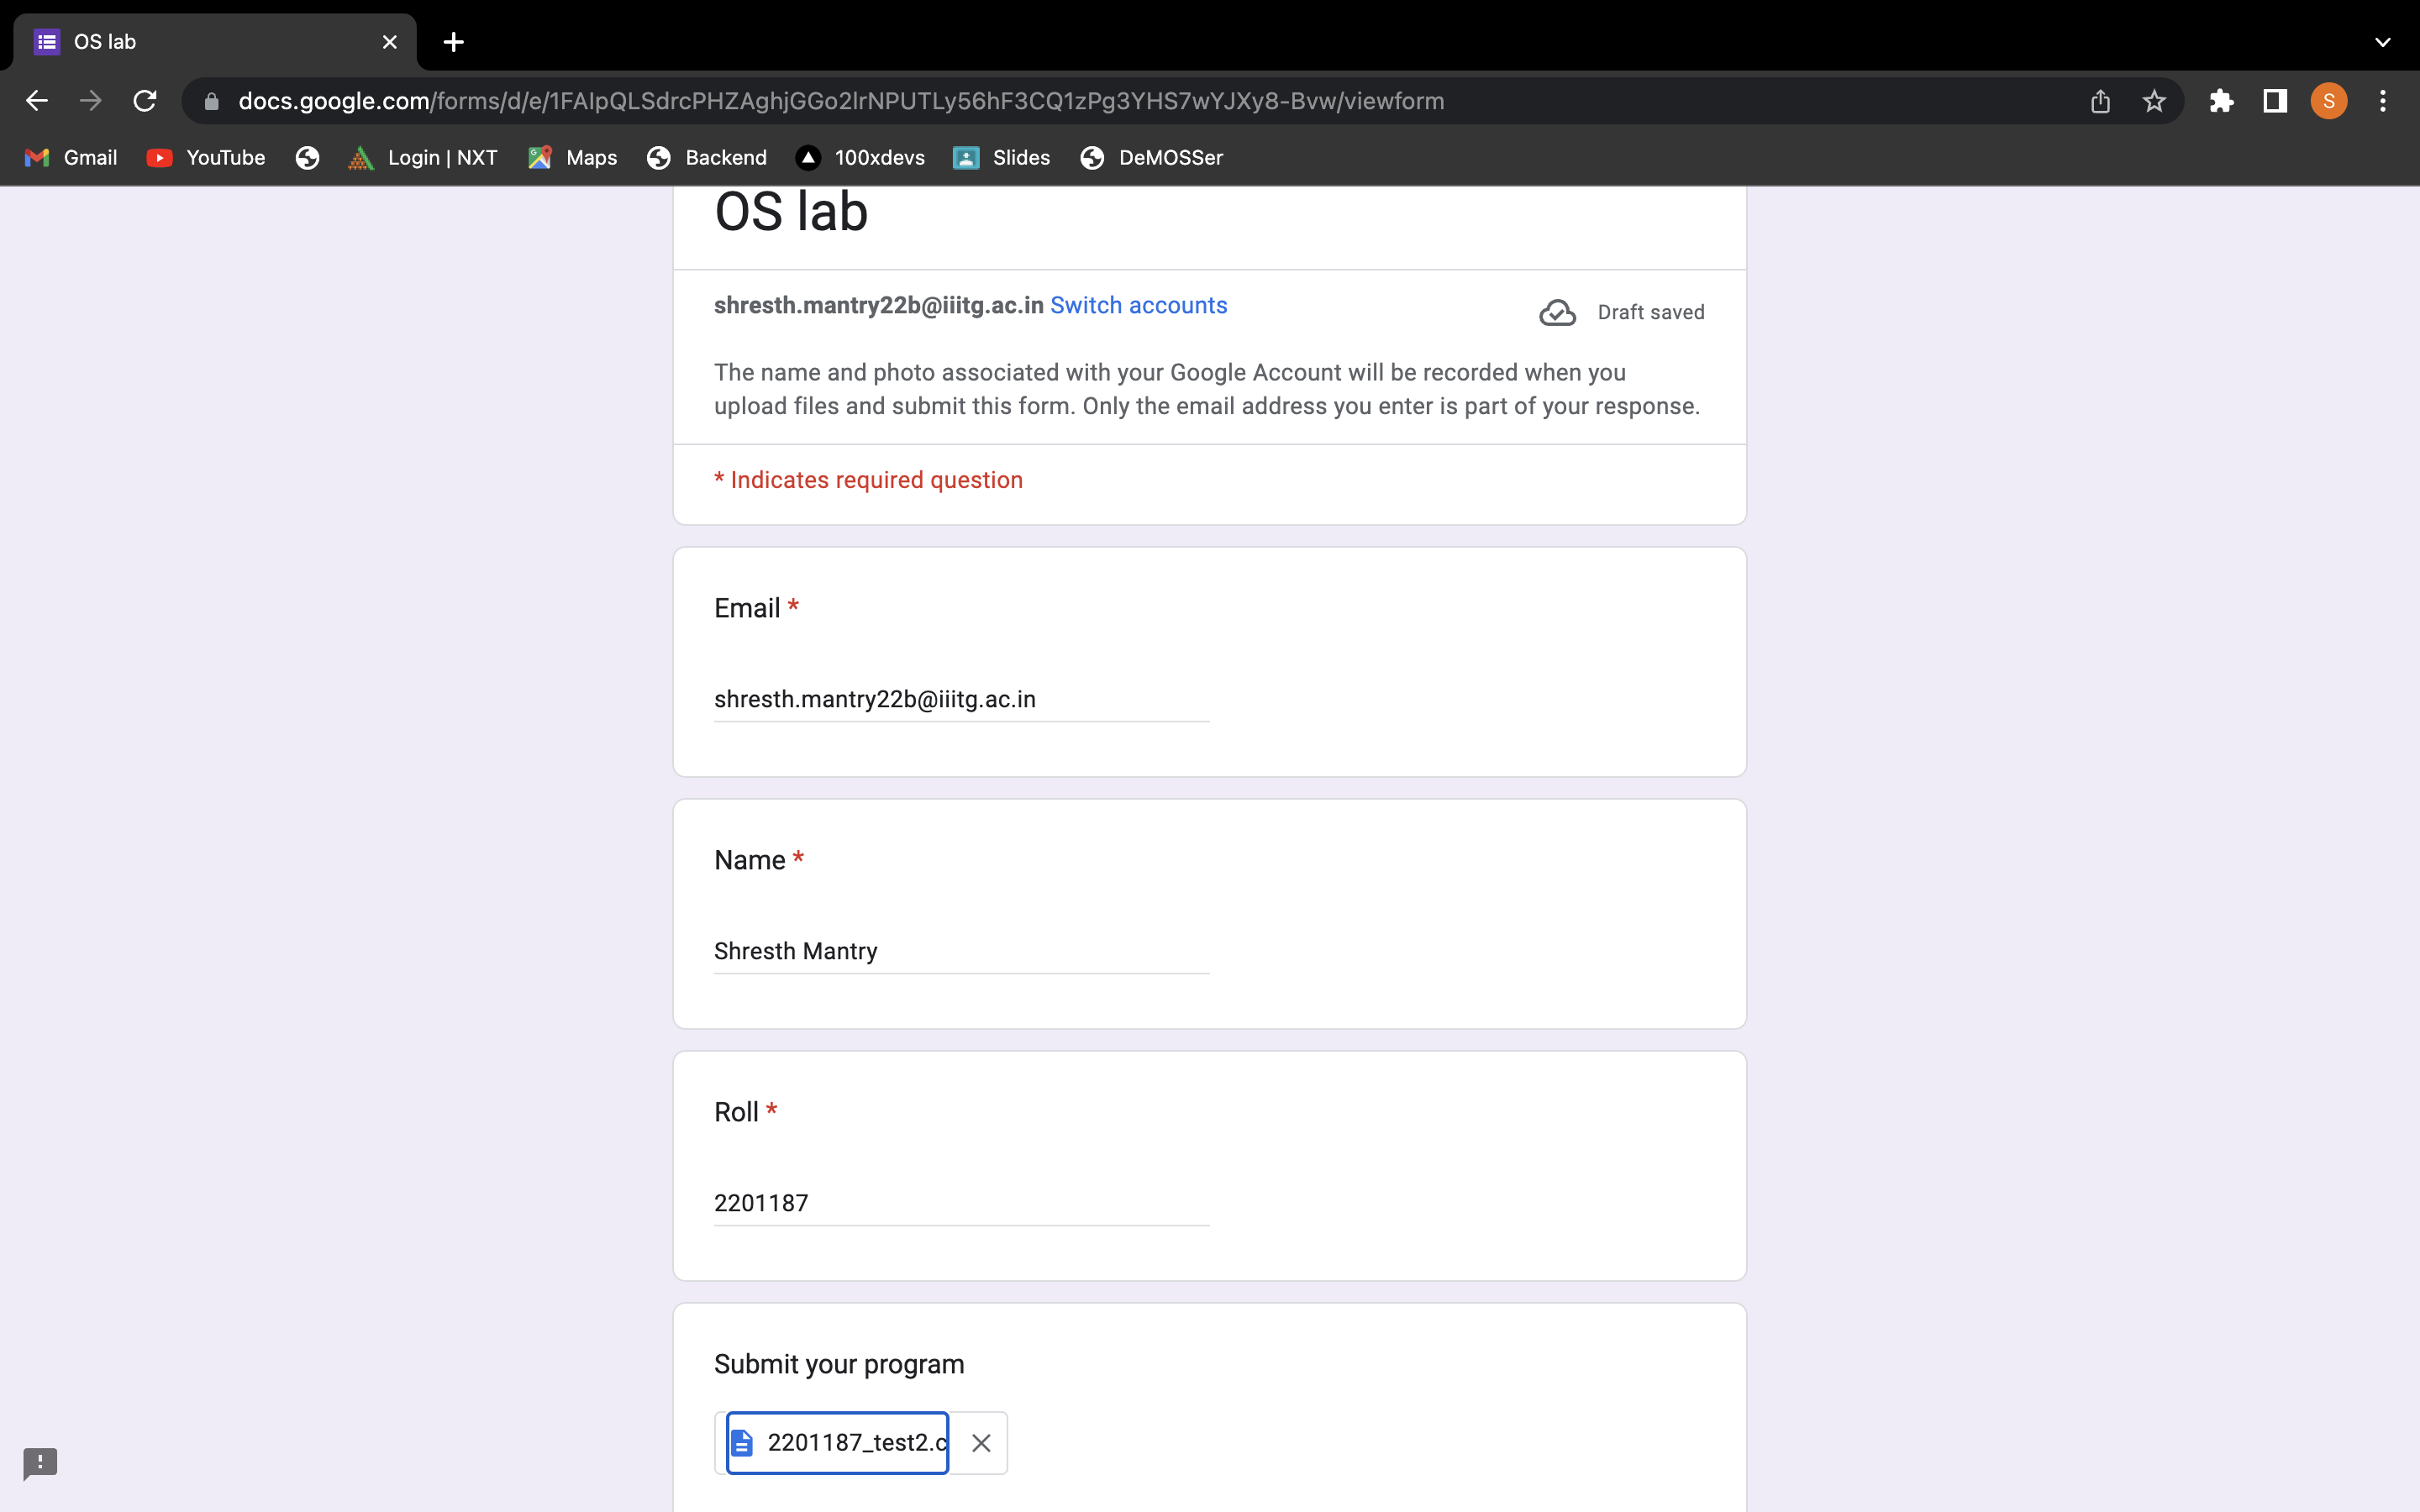 OS lab
docs.google.com/forms/d/e/1FAIpQLSdrcPHZAghjGGo2lrNPUTLy56hF3CQ1zPg3YHS7wYJXy8-Bvw/viewform
S
Gmail YouTube Login | NXT Maps Backend 100xdevs Slides DeMOSSer
OS lab
shresth.mantry22b@iiitg.ac.in Switch accounts Draft saved
The name and photo associated with your Google Account will be recorded when you
upload files and submit this form. Only the email address you enter is part of your response.
* Indicates required question
Email *
shresth.mantry22b@iiitg.ac.in
Name *
Shresth Mantry
Roll *
2201187
Submit your program
2201187_test2.c